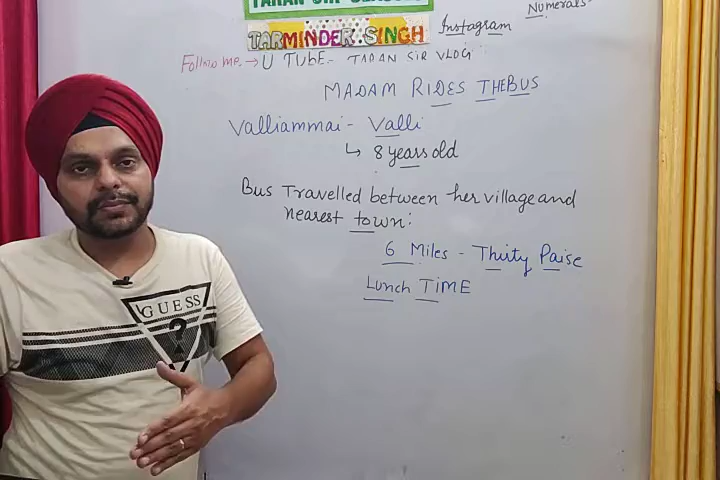 TARAN SIR CLASSES
TARMINDER SINGH
Instagram
Numerals
Follow me. → U TUBE - TARAN SIR VLOG
MADAM RIDES THE BUS
Valliammai - Valli
↳ 8 years old
Bus Travelled between her village and
nearest town:
6 Miles - Thirty Paise
Lunch TIME
GUESS
?